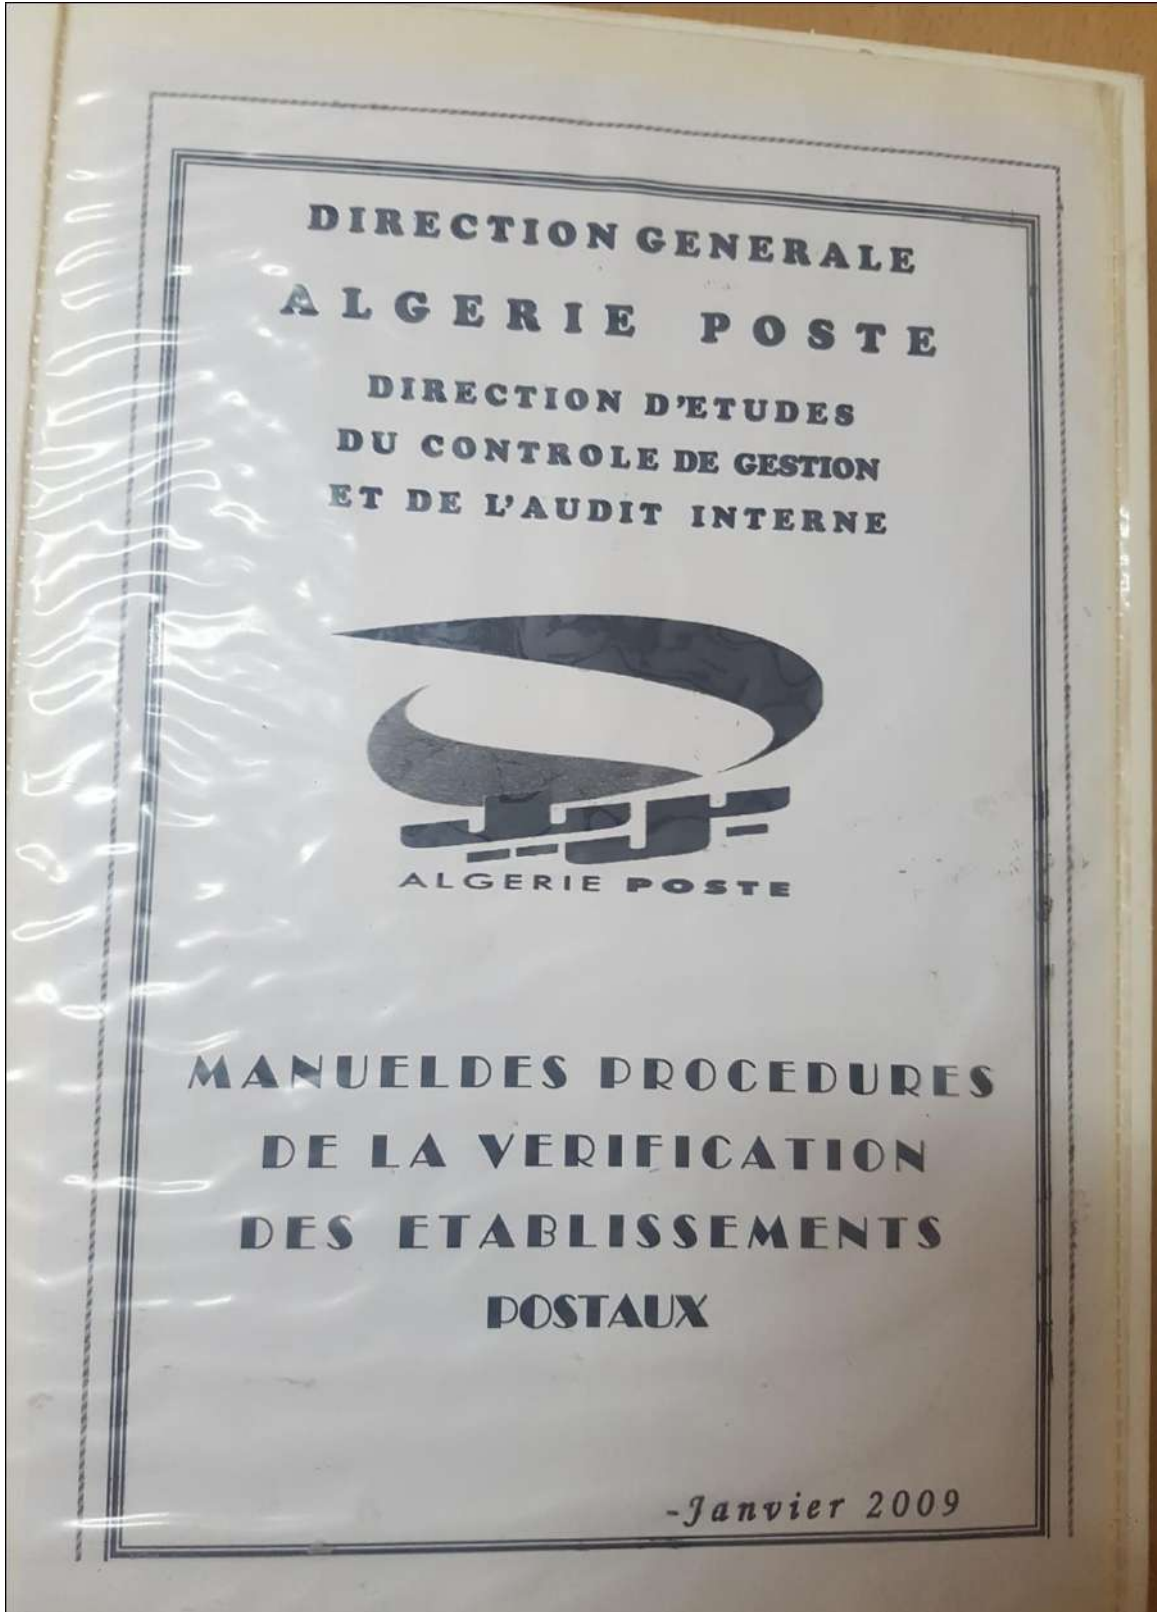 DIRECTION GENERALE
ALGERIE POSTE
DIRECTION D'ETUDES
DU CONTROLE DE GESTION
ET DE L'AUDIT INTERNE
ALGERIE POSTE
MANUELDES PROCEDURES
DE LA VERIFICATION
DES ETABLISSEMENTS
POSTAUX
-Janvier 2009